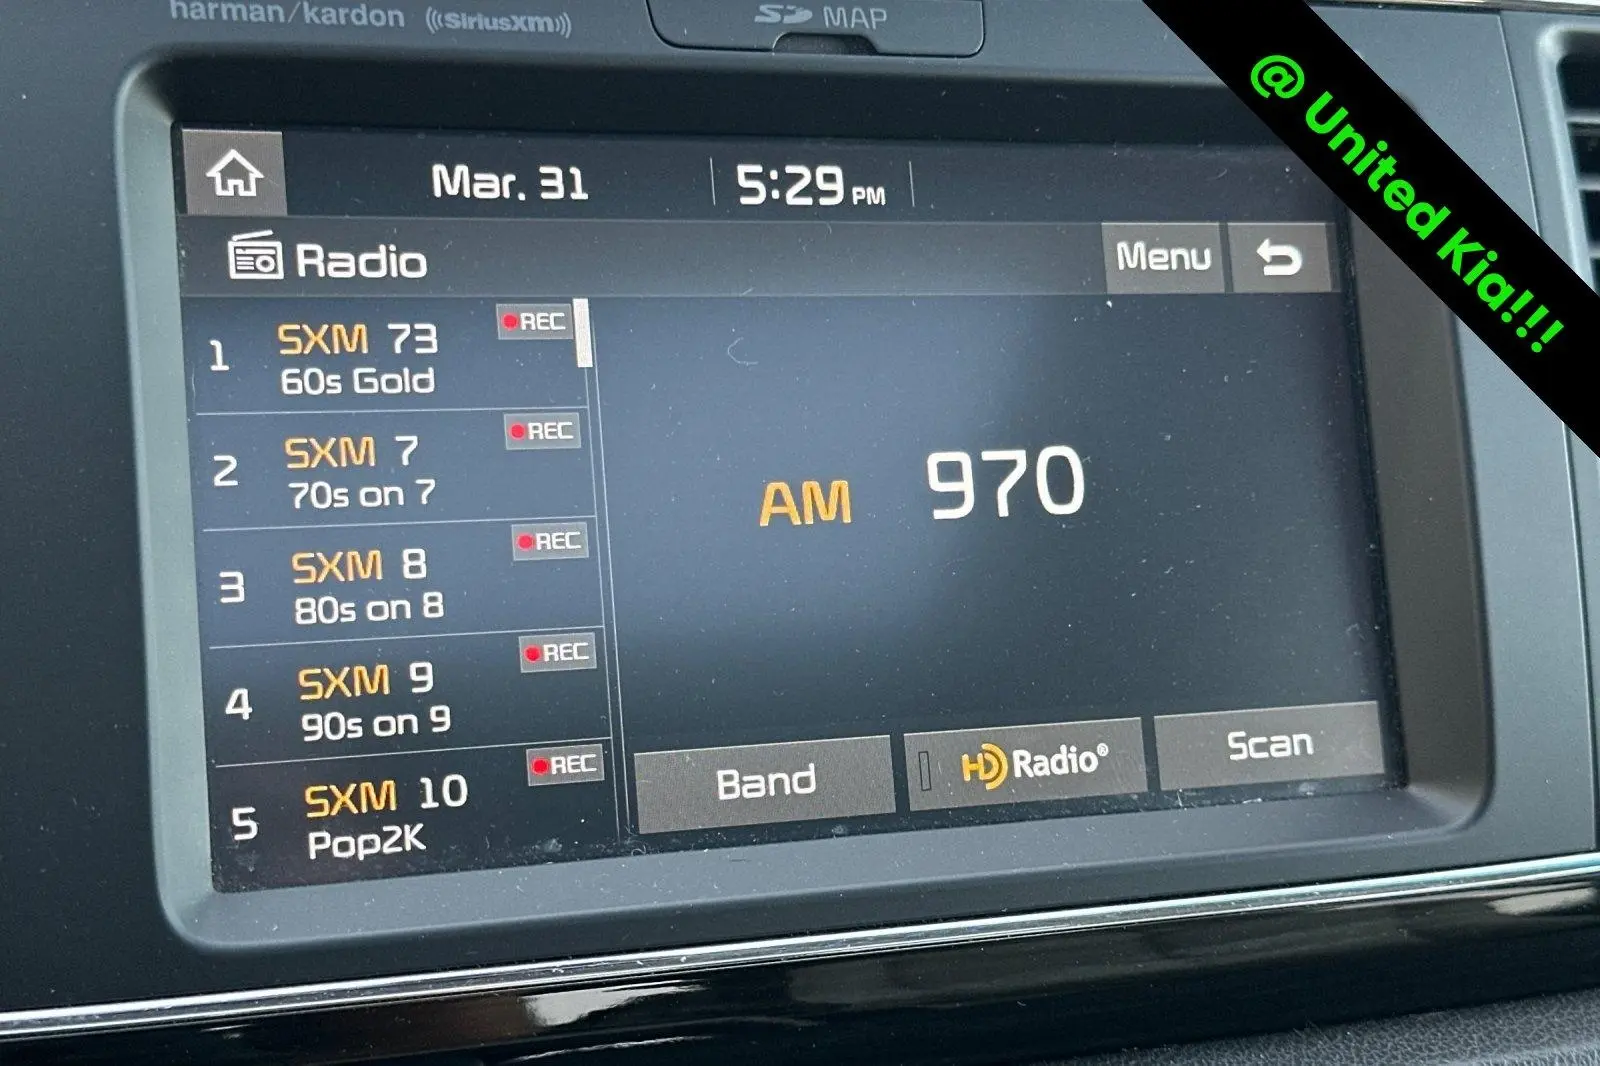 harman/kardon ((SiriusXM))
SD MAP
@ United Kia!!!
Mar. 31
5:29 PM
Radio
Menu
1 SXM 73 REC
60s Gold
2 SXM 7 REC
70s on 7
3 SXM 8 REC
80s on 8
4 SXM 9 REC
90s on 9
5 SXM 10 REC
Pop2K
AM 970
Band
HD Radio®
Scan